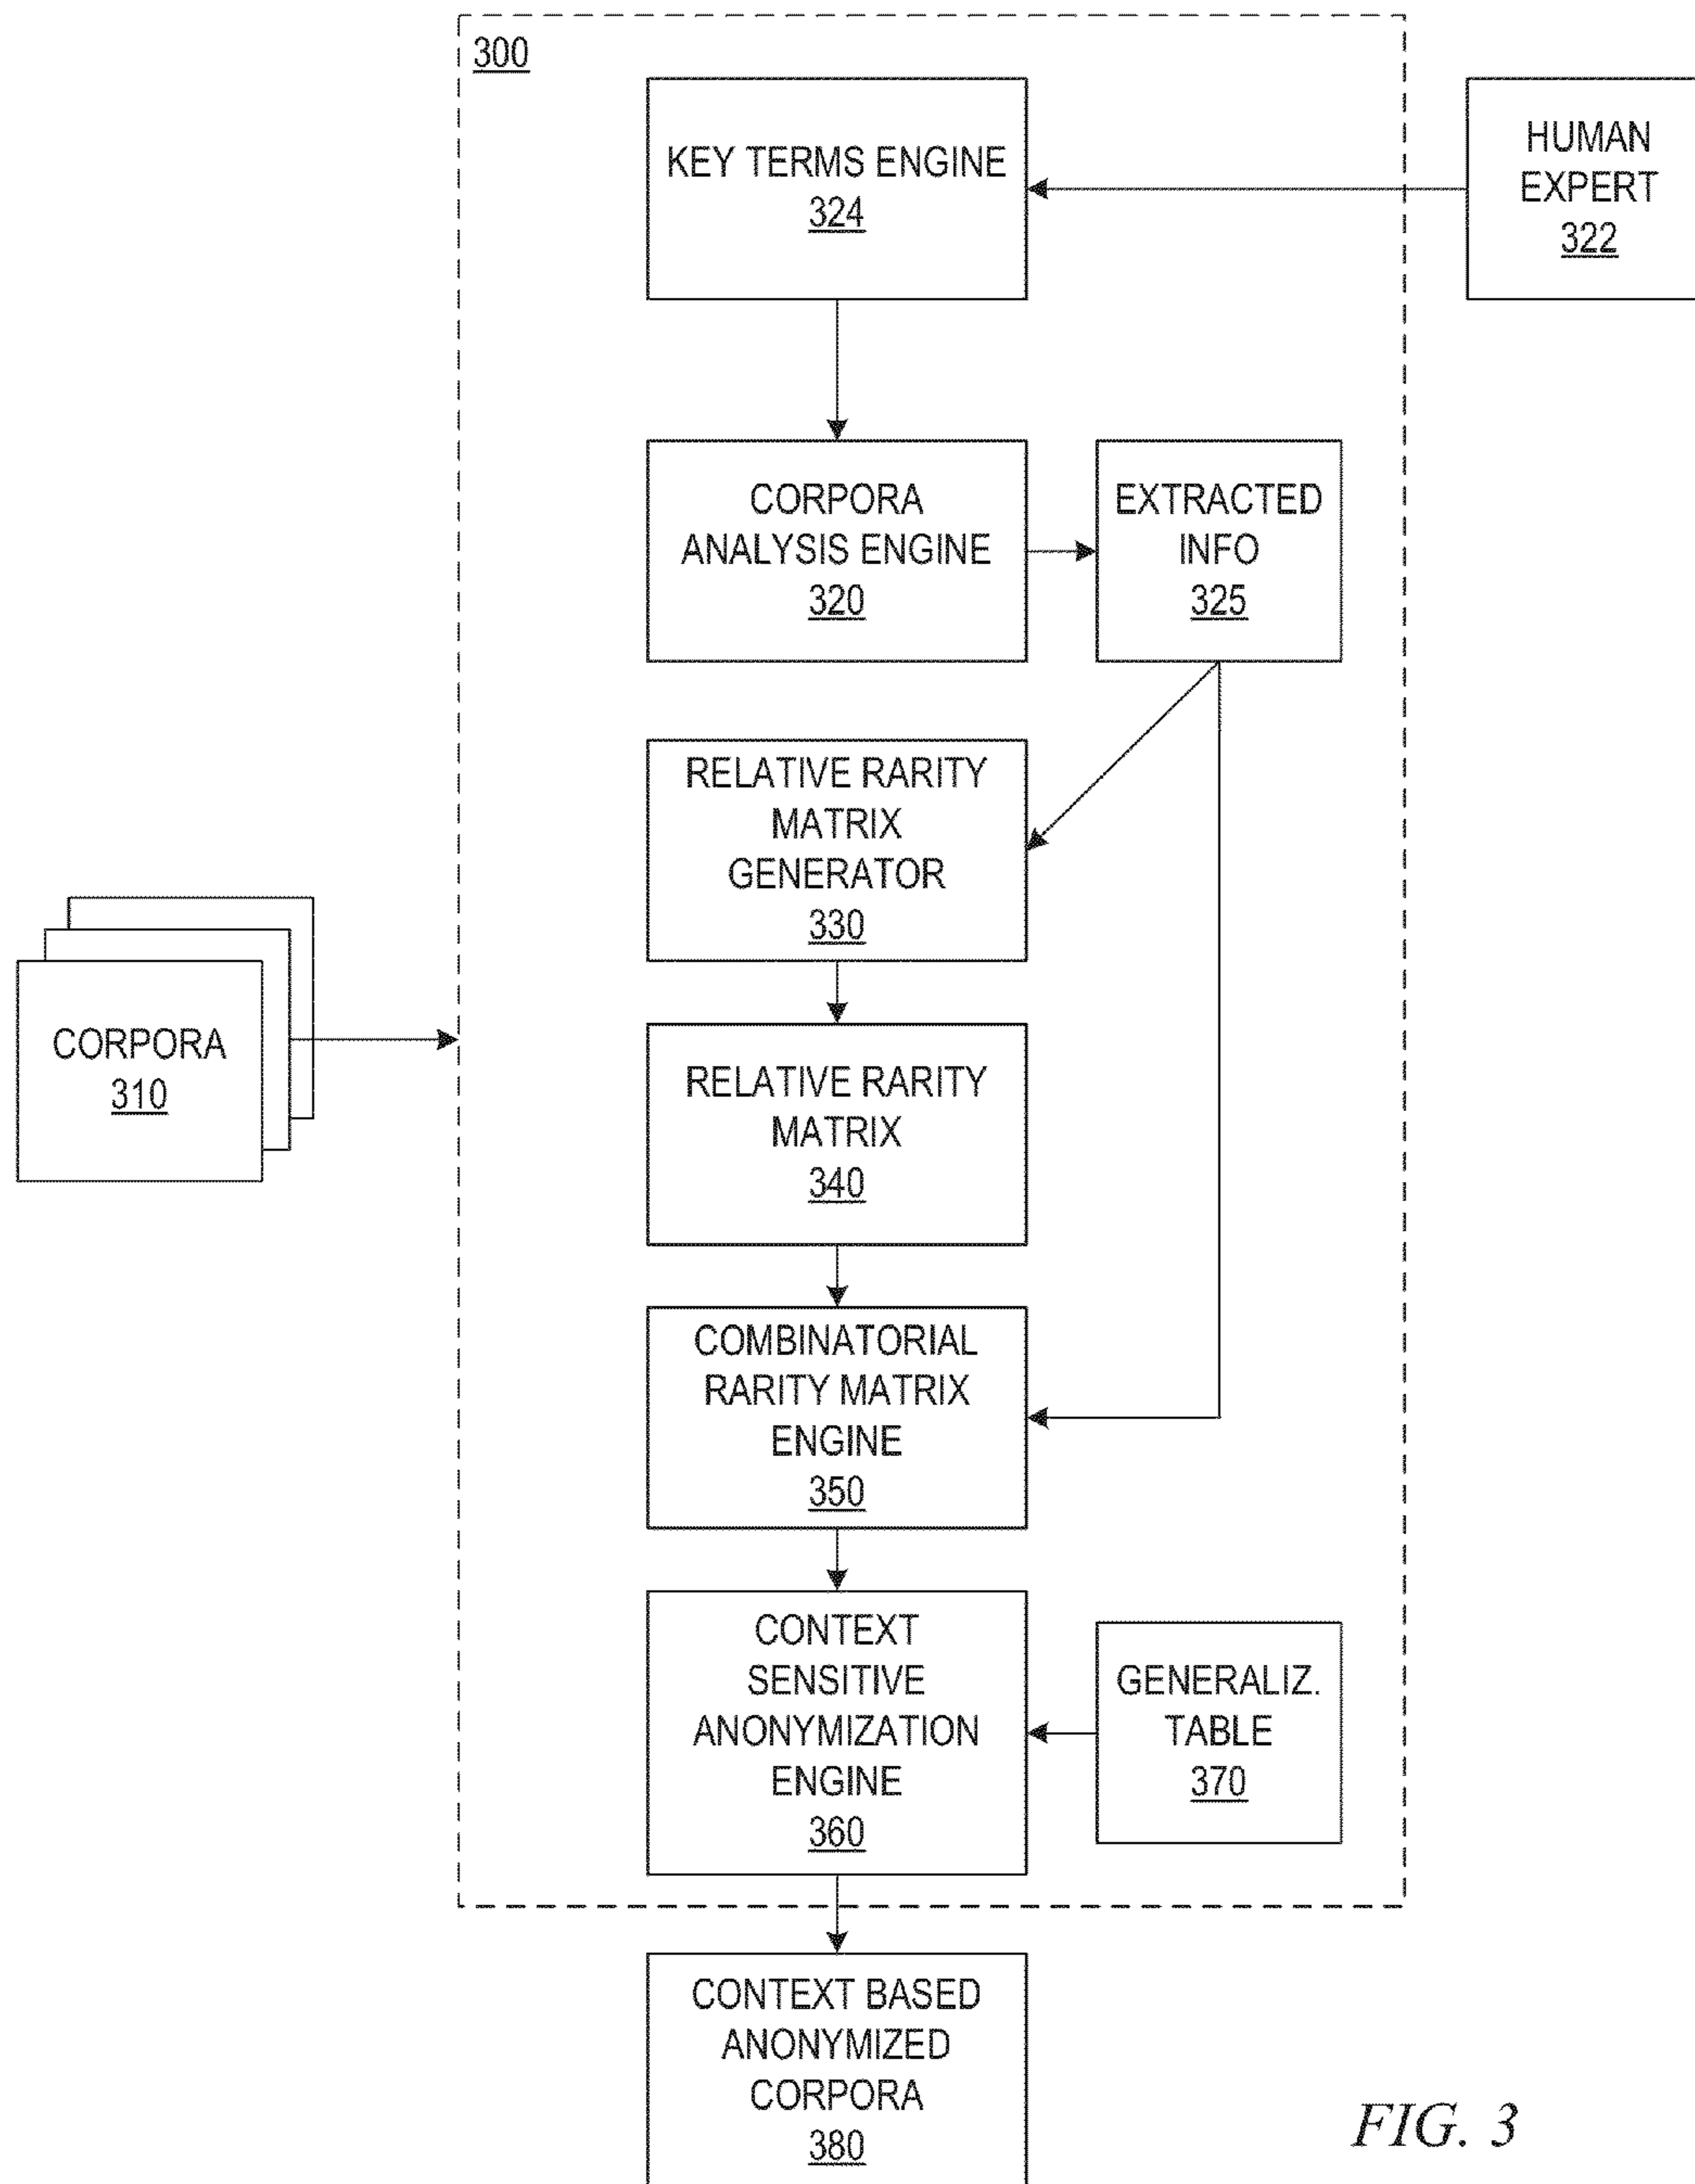 300
KEY TERMS ENGINE
324
HUMAN
EXPERT
322
CORPORA
ANALYSIS ENGINE
320
EXTRACTED
INFO
325
RELATIVE RARITY
MATRIX
GENERATOR
330
CORPORA
310
RELATIVE RARITY
MATRIX
340
COMBINATORIAL
RARITY MATRIX
ENGINE
350
CONTEXT
SENSITIVE
ANONYMIZATION
ENGINE
360
GENERALIZ.
TABLE
370
CONTEXT BASED
ANONYMIZED
CORPORA
380
FIG. 3